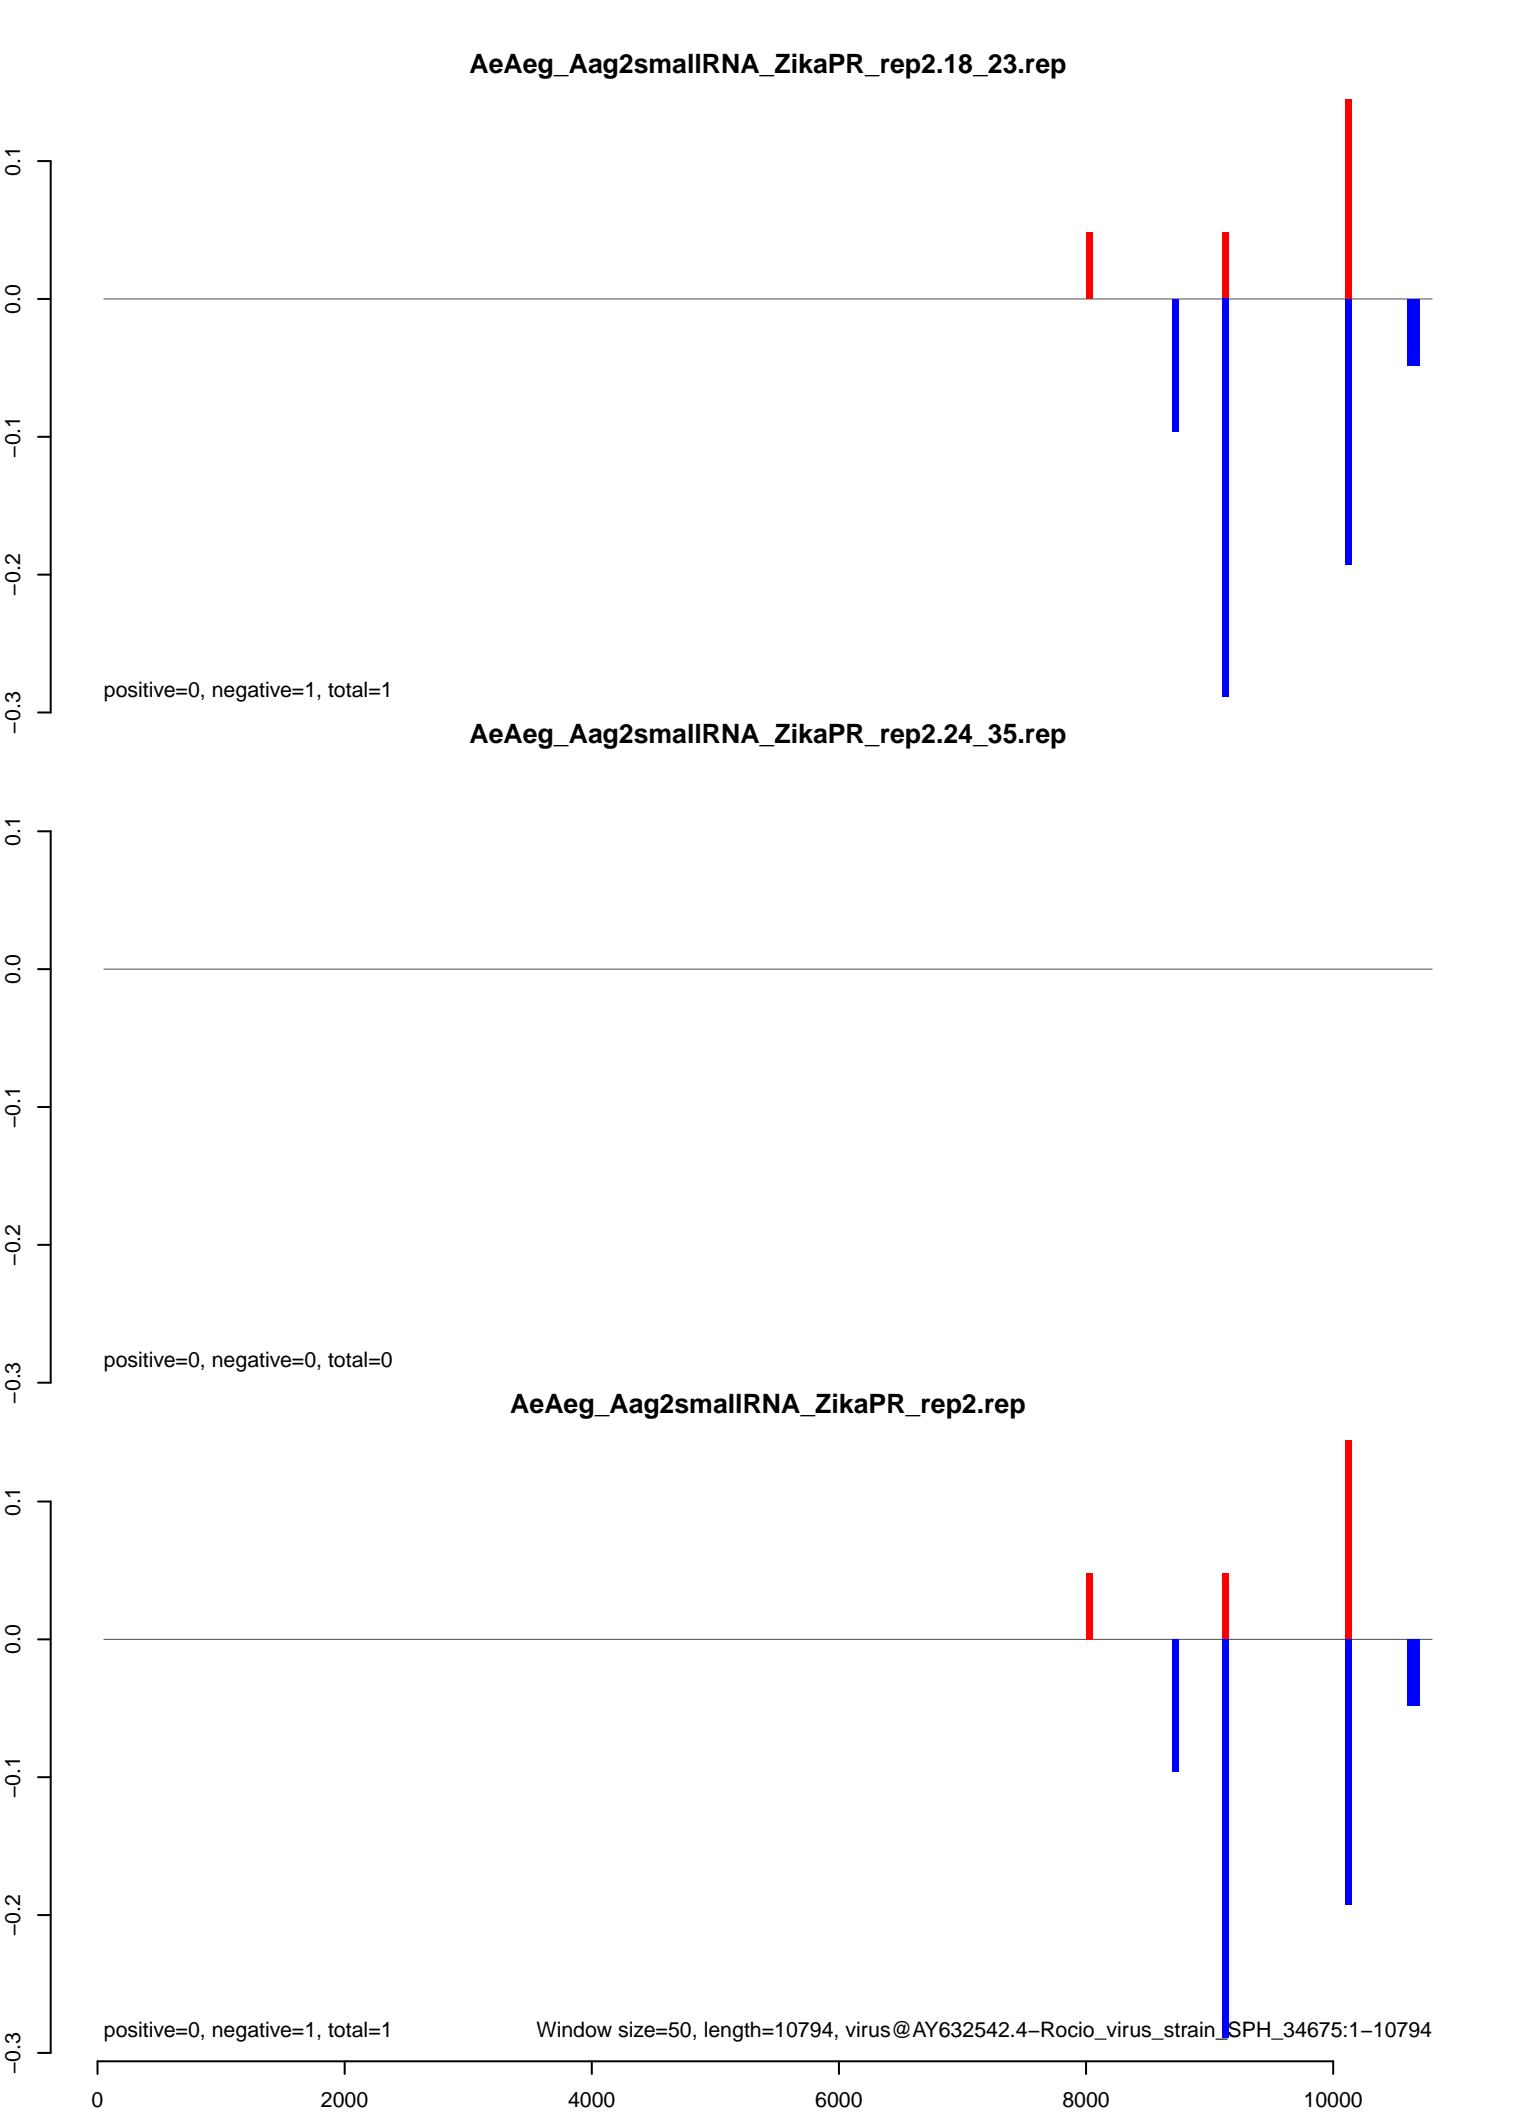 AeAeg_Aag2smallRNA_ZikaPR_rep2.18_23.rep
0.1
0.0
−0.1
−0.2
−0.3
positive=0, negative=1, total=1
AeAeg_Aag2smallRNA_ZikaPR_rep2.24_35.rep
0.1
0.0
−0.1
−0.2
−0.3
positive=0, negative=0, total=0
AeAeg_Aag2smallRNA_ZikaPR_rep2.rep
0.1
0.0
−0.1
−0.2
−0.3
positive=0, negative=1, total=1 Window size=50, length=10794, virus@AY632542.4−Rocio_virus_strain_SPH_34675:1−10794
0 2000 4000 6000 8000 10000